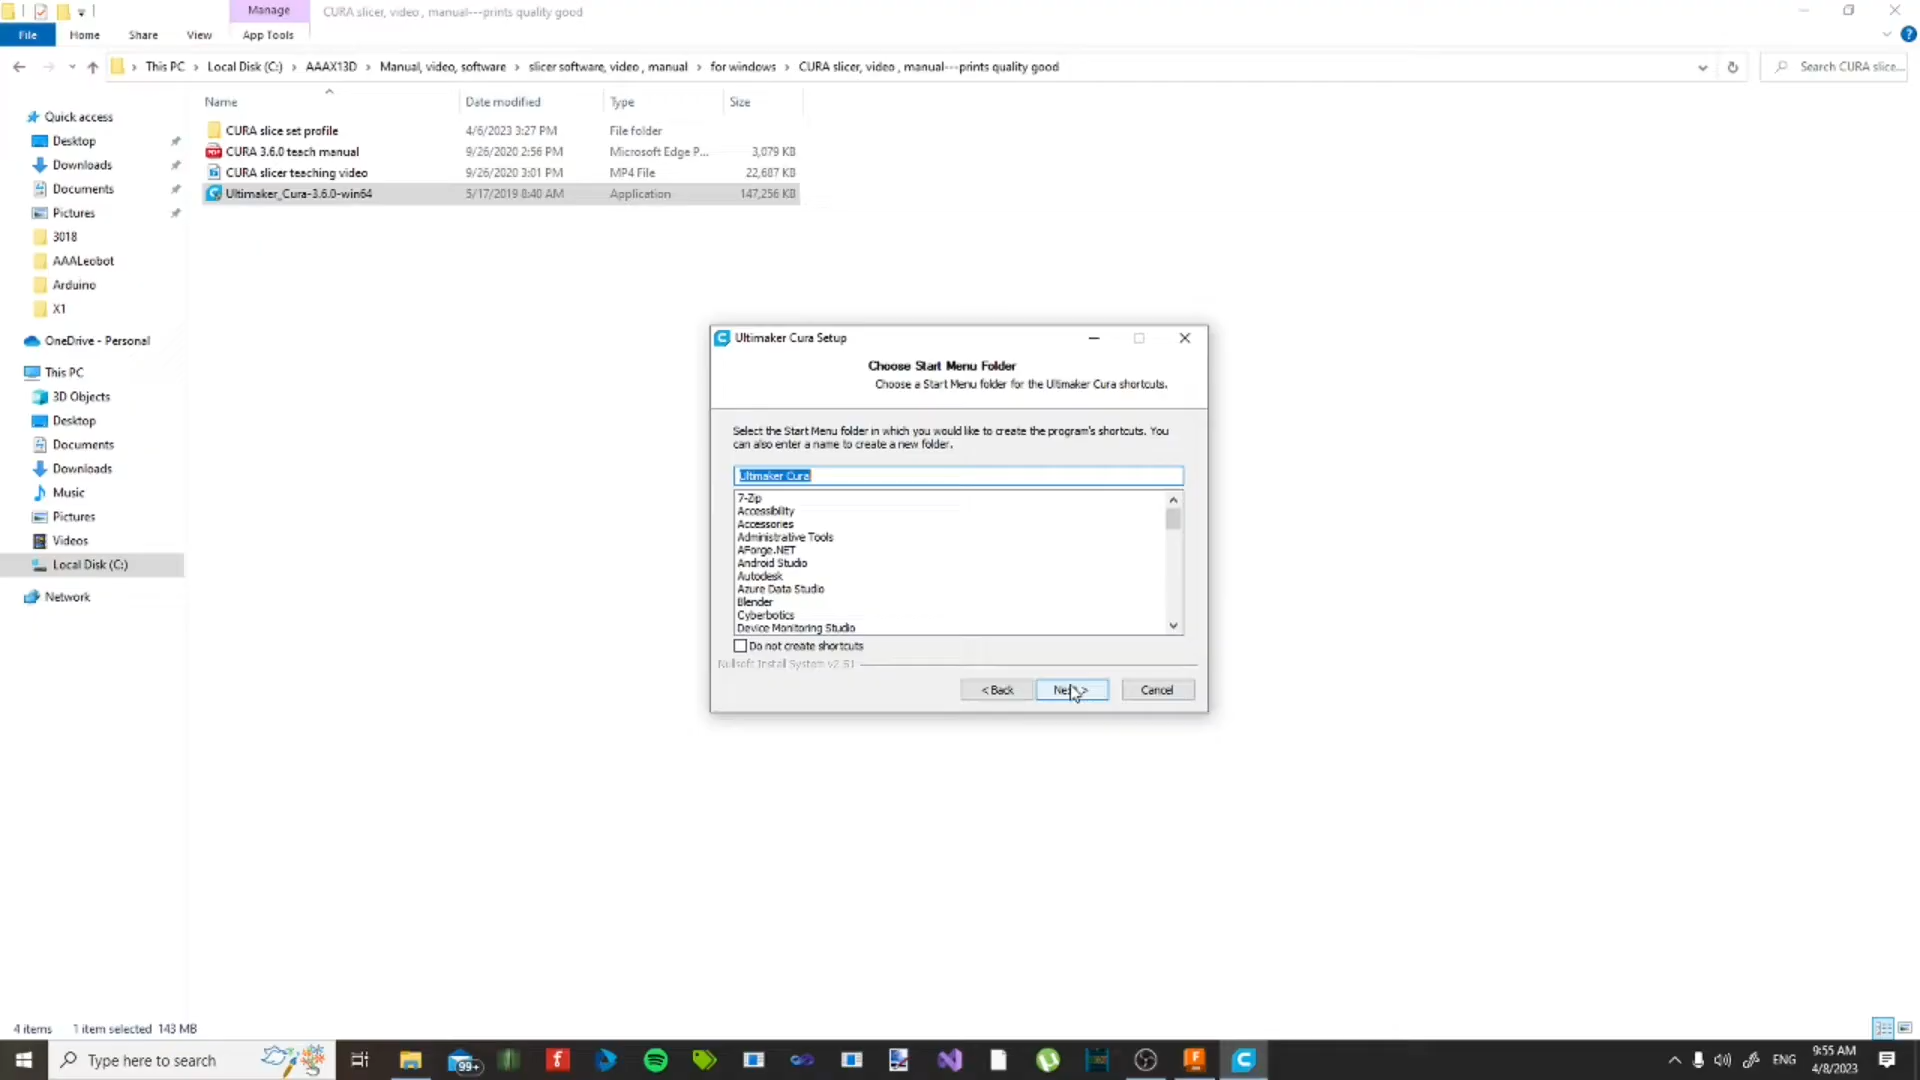 Manage
CURA slicer, video , manual---prints quality good
File
Home
Share
View
App Tools
This PC > Local Disk (C:) > AAAX13D > Manual, video, software > slicer software, video , manual > for windows > CURA slicer, video , manual---prints quality good
Search CURA slice...
Name
Date modified
Type
Size
Quick access
Desktop
Downloads
Documents
Pictures
3018
AAALeobot
Arduino
X1
OneDrive - Personal
This PC
3D Objects
Desktop
Documents
Downloads
Music
Pictures
Videos
Local Disk (C:)
Network
CURA slice set profile 4/6/2023 3:27 PM File folder
CURA 3.6.0 teach manual 9/26/2020 2:56 PM Microsoft Edge P... 3,079 KB
CURA slicer teaching video 9/26/2020 3:01 PM MP4 File 22,687 KB
Ultimaker_Cura-3.6.0-win64 5/17/2019 8:40 AM Application 147,256 KB
Ultimaker Cura Setup
Choose Start Menu Folder
Choose a Start Menu folder for the Ultimaker Cura shortcuts.
Select the Start Menu folder in which you would like to create the program's shortcuts. You
can also enter a name to create a new folder.
Ultimaker Cura
7-Zip
Accessibility
Accessories
Administrative Tools
AForge.NET
Android Studio
Autodesk
Azure Data Studio
Blender
Cyberbotics
Device Monitoring Studio
Do not create shortcuts
Nullsoft Install System v2.51
< Back
Next >
Cancel
4 items 1 item selected 143 MB
Type here to search
99+
ENG
9:55 AM
4/8/2023